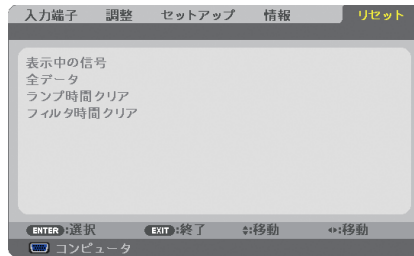 入力端子 調整 セットアップ 情報 リセット
表示中の信号
全データ
ランプ時間クリア
フィルタ時間クリア
ENTER:選択 EXIT:終了 :移動 :移動
コンピュータ